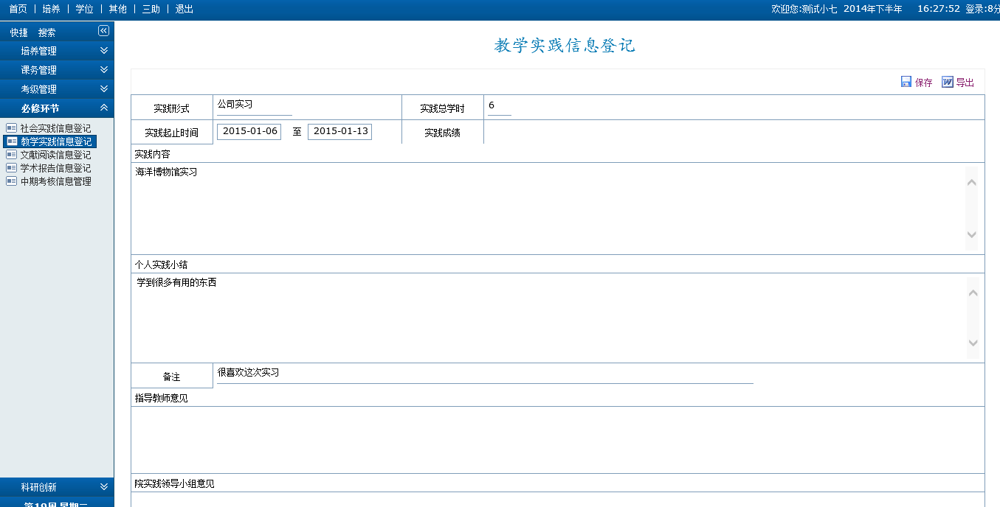 首页 | 培养 | 学位 | 其他 | 三助 | 退出 欢迎您:测试小七 2014年下半年 16:27:52 登录:8分
快捷 搜索
培养管理
课务管理
考级管理
必修环节
社会实践信息登记
教学实践信息登记
文献阅读信息登记
学术报告信息登记
中期考核信息管理
科研创新
教学实践信息登记
保存 导出
实践形式 公司实习 实践总学时 6
实践起止时间 2015-01-06 至 2015-01-13 实践成绩
实践内容
海洋博物馆实习
个人实践小结
学到很多有用的东西
备注 很喜欢这次实习
指导教师意见
院实践领导小组意见